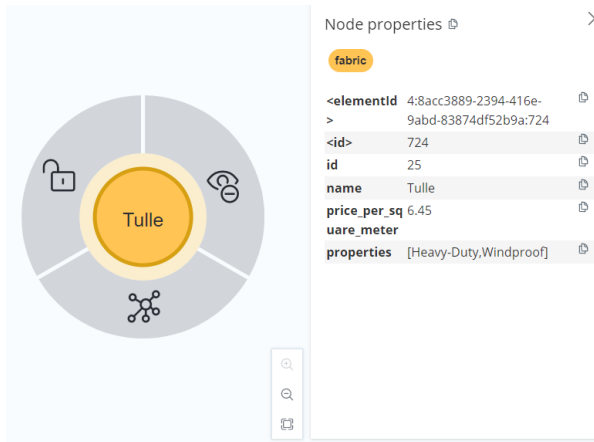 Tulle
Node properties
fabric
<elementId> 4:8acc3889-2394-416e-
9abd-83874df52b9a:724
<id> 724
id 25
name Tulle
price_per_sq 6.45
uare_meter
properties [Heavy-Duty,Windproof]